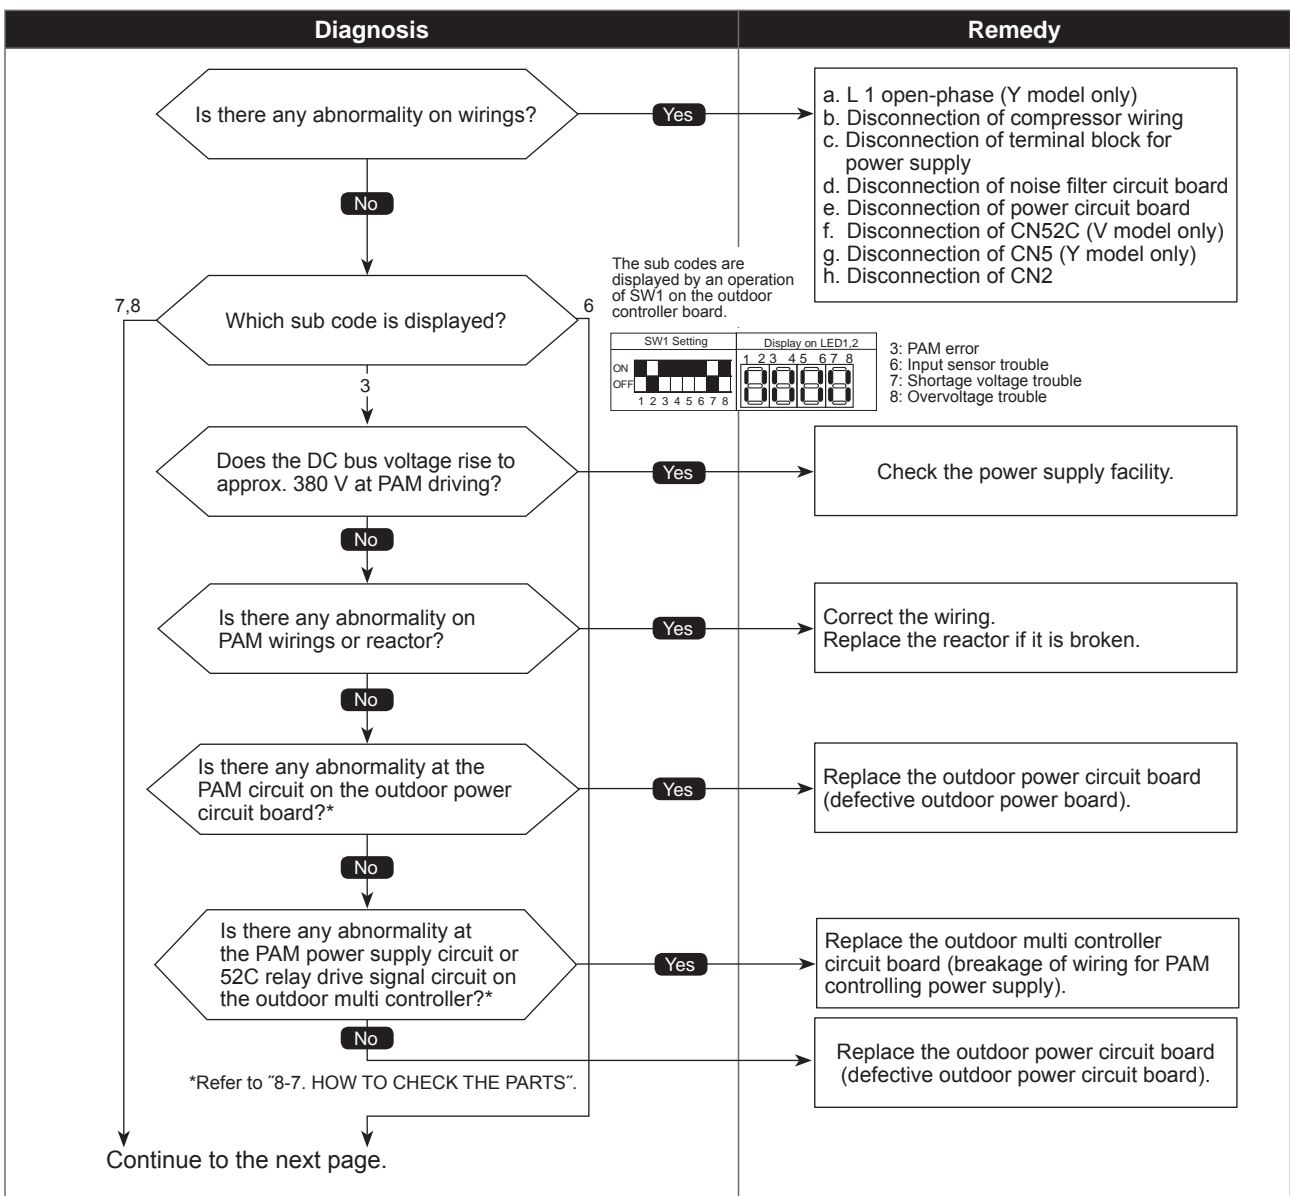 Diagnosis
Remedy
Is there any abnormality on wirings?
Yes
a. L 1 open-phase (Y model only)
b. Disconnection of compressor wiring
c. Disconnection of terminal block for
power supply
d. Disconnection of noise filter circuit board
e. Disconnection of power circuit board
f. Disconnection of CN52C (V model only)
g. Disconnection of CN5 (Y model only)
h. Disconnection of CN2
No
The sub codes are
displayed by an operation
of SW1 on the outdoor
controller board.
7,8
Which sub code is displayed?
6
SW1 Setting
ON
OFF
1 2 3 4 5 6 7 8
Display on LED1,2
1 2 3 4 5 6 7 8
3: PAM error
6: Input sensor trouble
7: Shortage voltage trouble
8: Overvoltage trouble
3
Does the DC bus voltage rise to
approx. 380 V at PAM driving?
Yes
Check the power supply facility.
No
Is there any abnormality on
PAM wirings or reactor?
Yes
Correct the wiring.
Replace the reactor if it is broken.
No
Is there any abnormality at the
PAM circuit on the outdoor power
circuit board?*
Yes
Replace the outdoor power circuit board
(defective outdoor power board).
No
Is there any abnormality at
the PAM power supply circuit or
52C relay drive signal circuit on
the outdoor multi controller?*
Yes
Replace the outdoor multi controller
circuit board (breakage of wiring for PAM
controlling power supply).
No
Replace the outdoor power circuit board
(defective outdoor power circuit board).
*Refer to ˝8-7. HOW TO CHECK THE PARTS˝.
Continue to the next page.